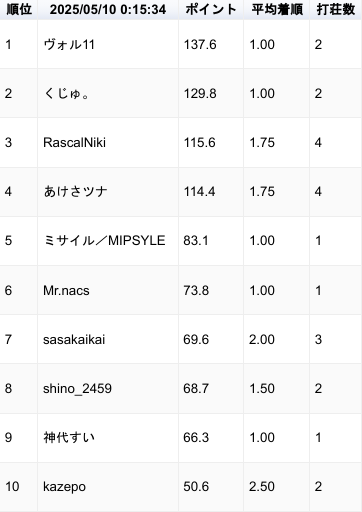 順位 2025/05/10 0:15:34 ポイント 平均着順 打荘数
1 ヴォル11 137.6 1.00 2
2 くじゅ。 129.8 1.00 2
3 RascalNiki 115.6 1.75 4
4 あけさツナ 114.4 1.75 4
5 ミサイル／MIPSYLE 83.1 1.00 1
6 Mr.nacs 73.8 1.00 1
7 sasakaikai 69.6 2.00 3
8 shino_2459 68.7 1.50 2
9 神代すい 66.3 1.00 1
10 kazepo 50.6 2.50 2